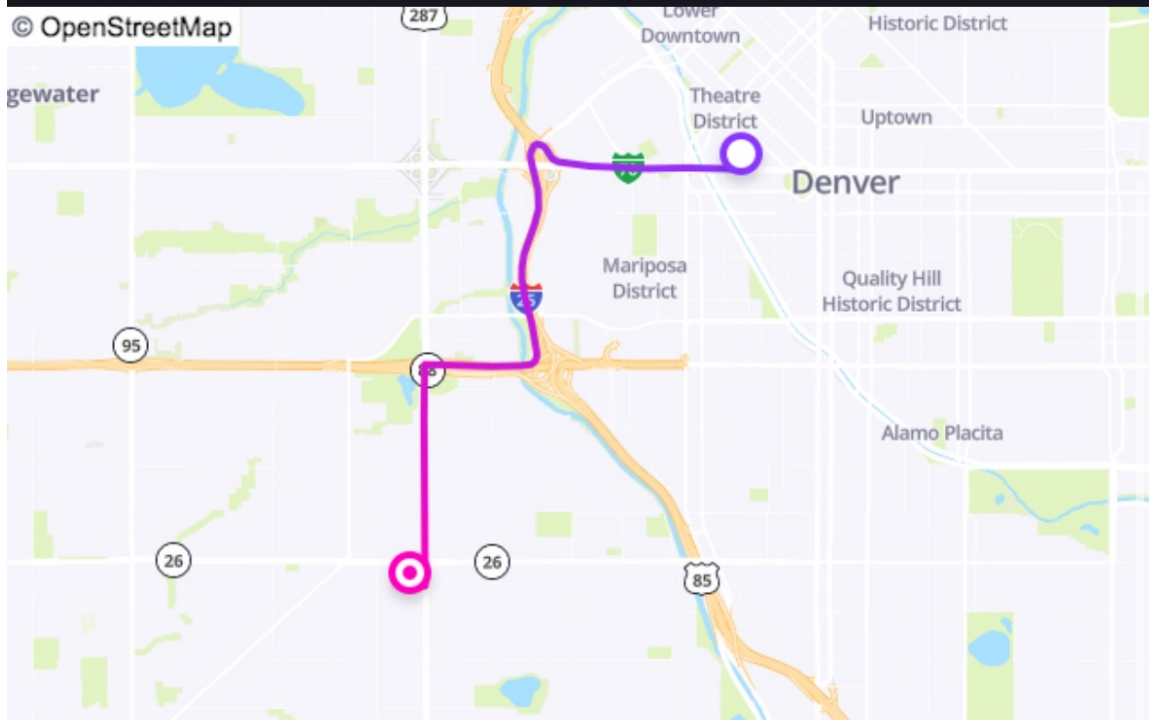 © OpenStreetMap
287
Lower
Downtown
Historic District
gewater
Theatre
District
Uptown
70
Denver
Mariposa
District
Quality Hill
Historic District
25
95
88
Alamo Placita
26
26
85